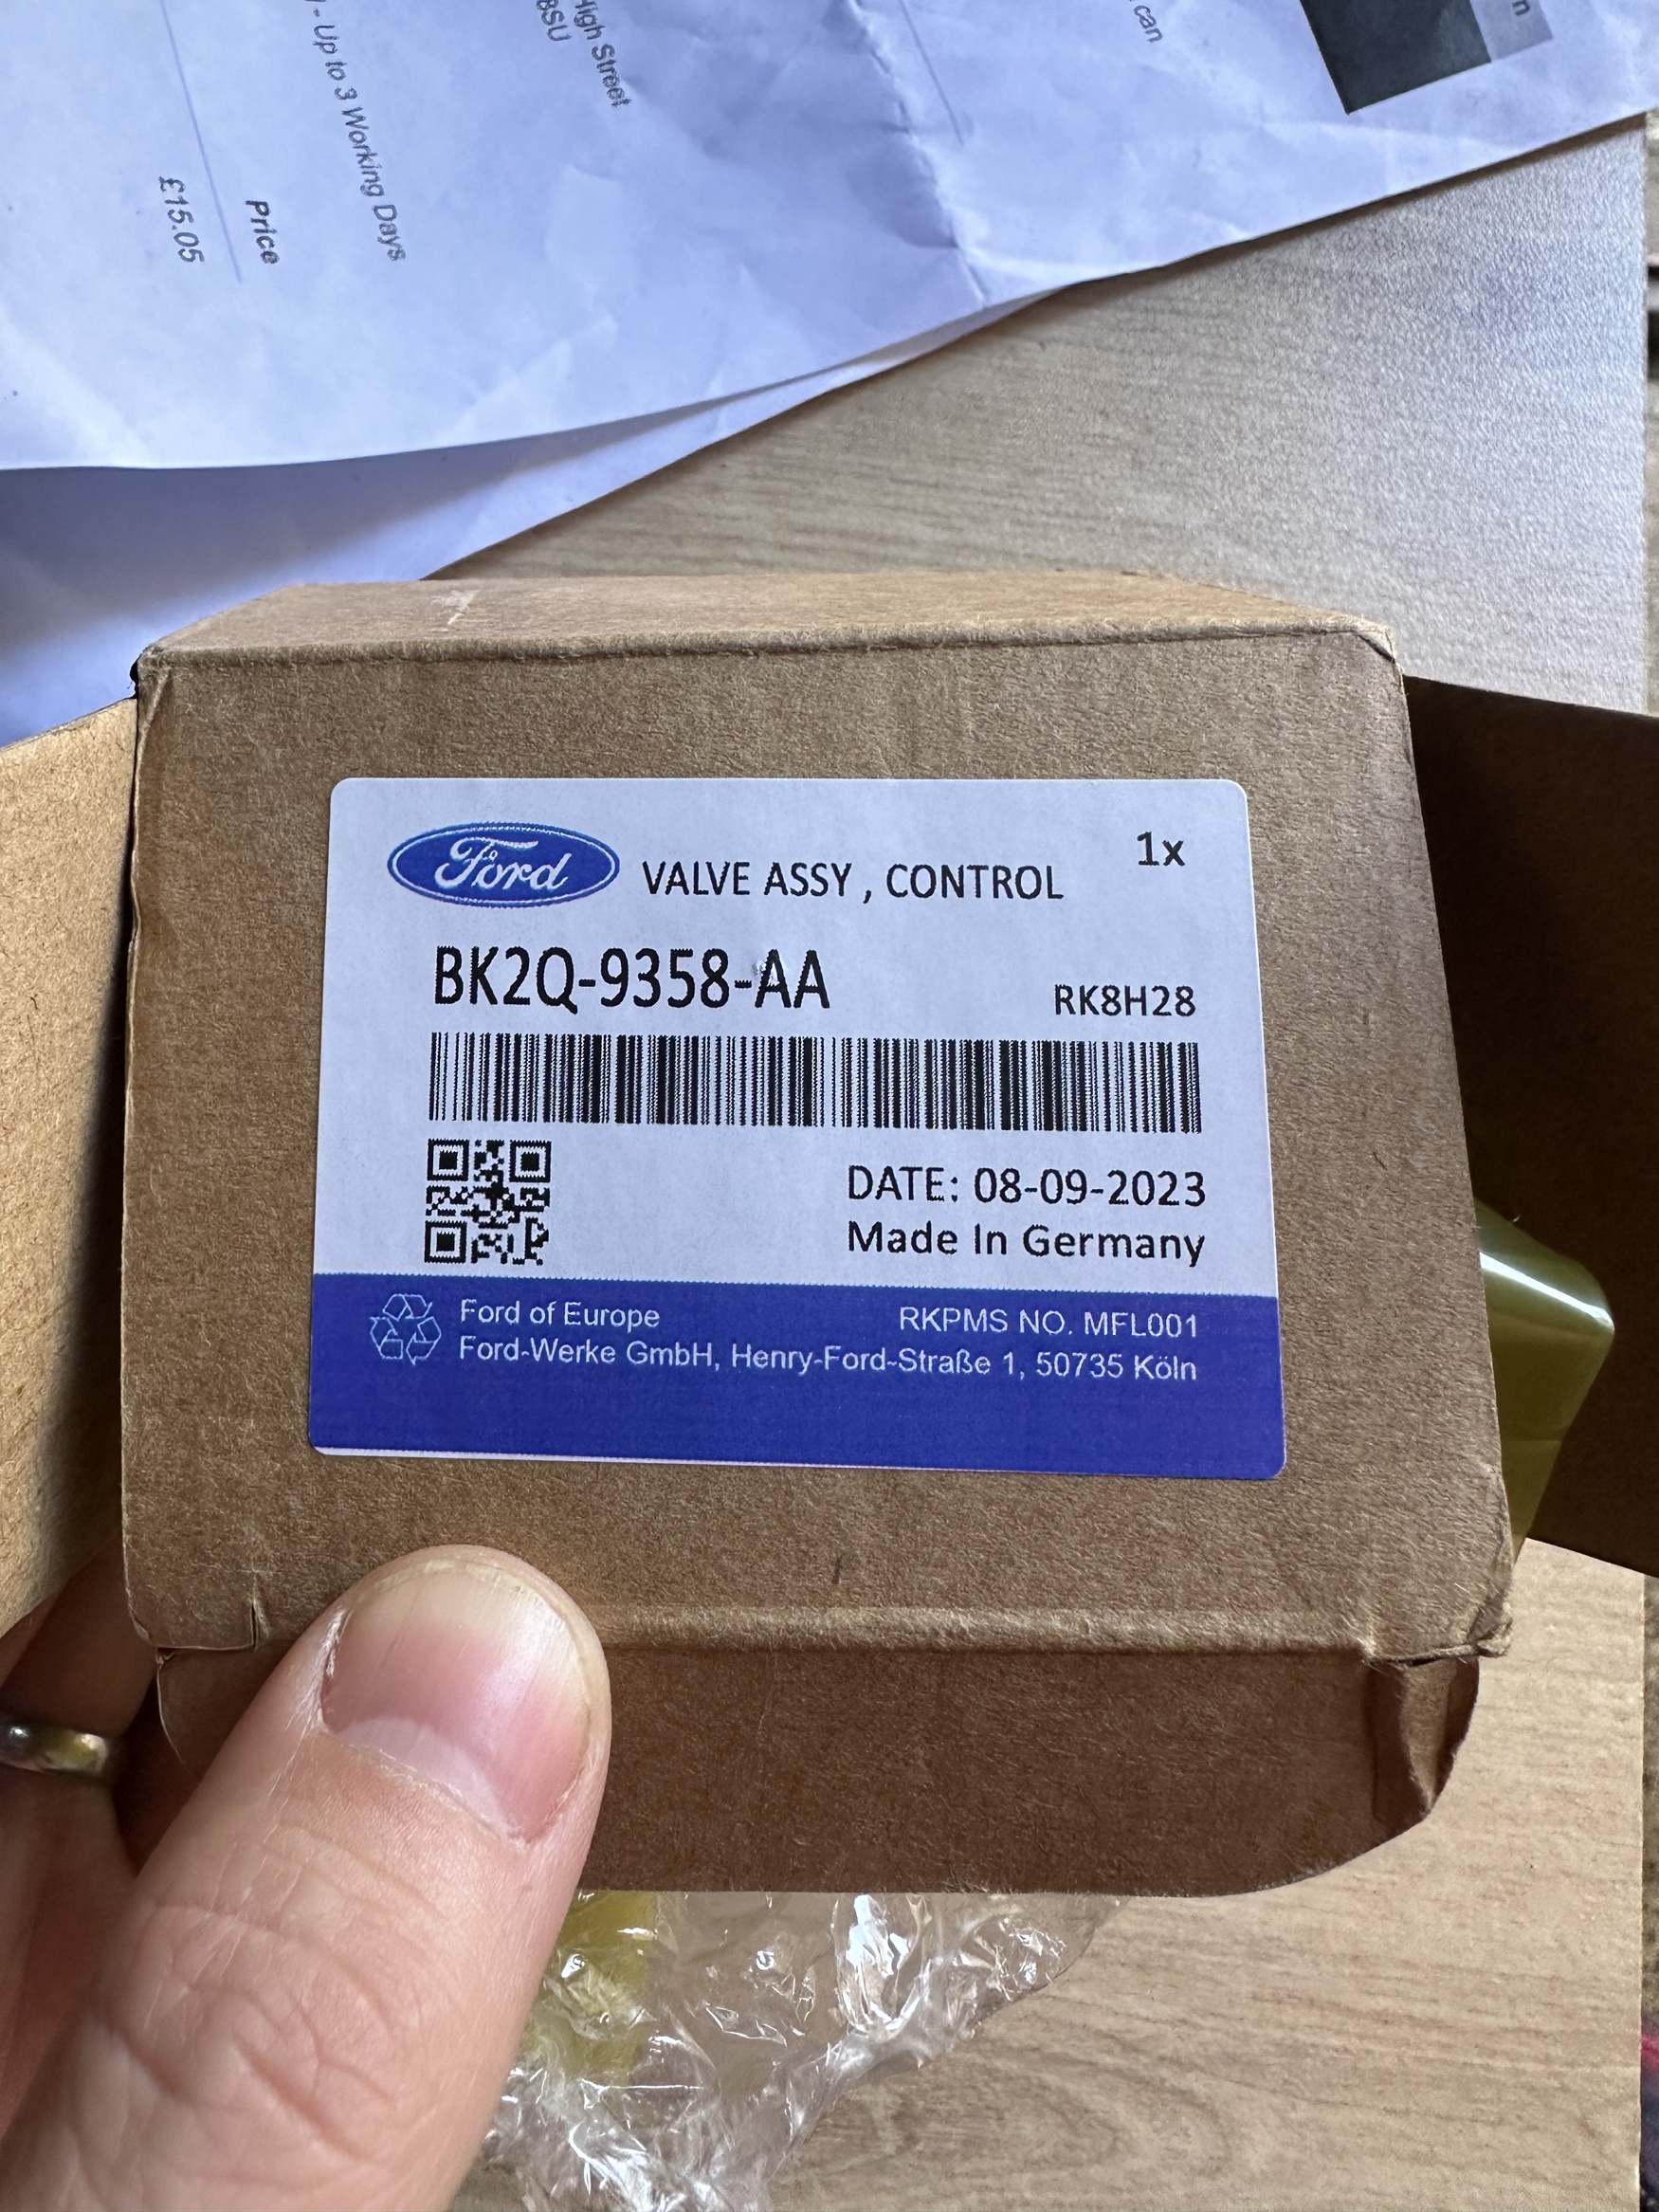 can
High Street
8SU
- Up to 3 Working Days
Price
£15.05
Ford VALVE ASSY , CONTROL 1x
BK2Q-9358-AA RK8H28
DATE: 08-09-2023
Made In Germany
Ford of Europe RKPMS NO. MFL001
Ford-Werke GmbH, Henry-Ford-Straße 1, 50735 Köln